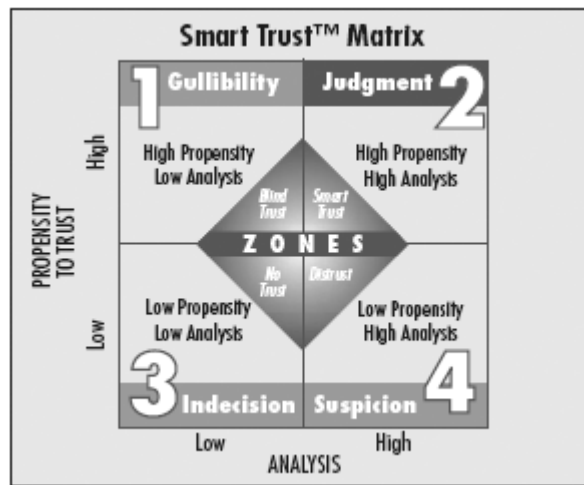 Smart Trust™ Matrix
1 Gullibility
Judgment 2
High Propensity
Low Analysis
High Propensity
High Analysis
Blind
Trust
Smart
Trust
ZONES
No
Trust
Distrust
Low Propensity
Low Analysis
Low Propensity
High Analysis
3 Indecision
Suspicion 4
PROPENSITY
TO TRUST
High
Low
Low
High
ANALYSIS